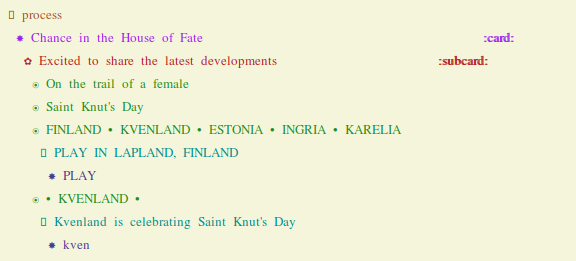 process
Chance in the House of Fate :card:
Excited to share the latest developments :subcard:
On the trail of a female
Saint Knut's Day
FINLAND • KVENLAND • ESTONIA • INGRIA • KARELIA
PLAY IN LAPLAND, FINLAND
PLAY
• KVENLAND •
Kvenland is celebrating Saint Knut's Day
kven